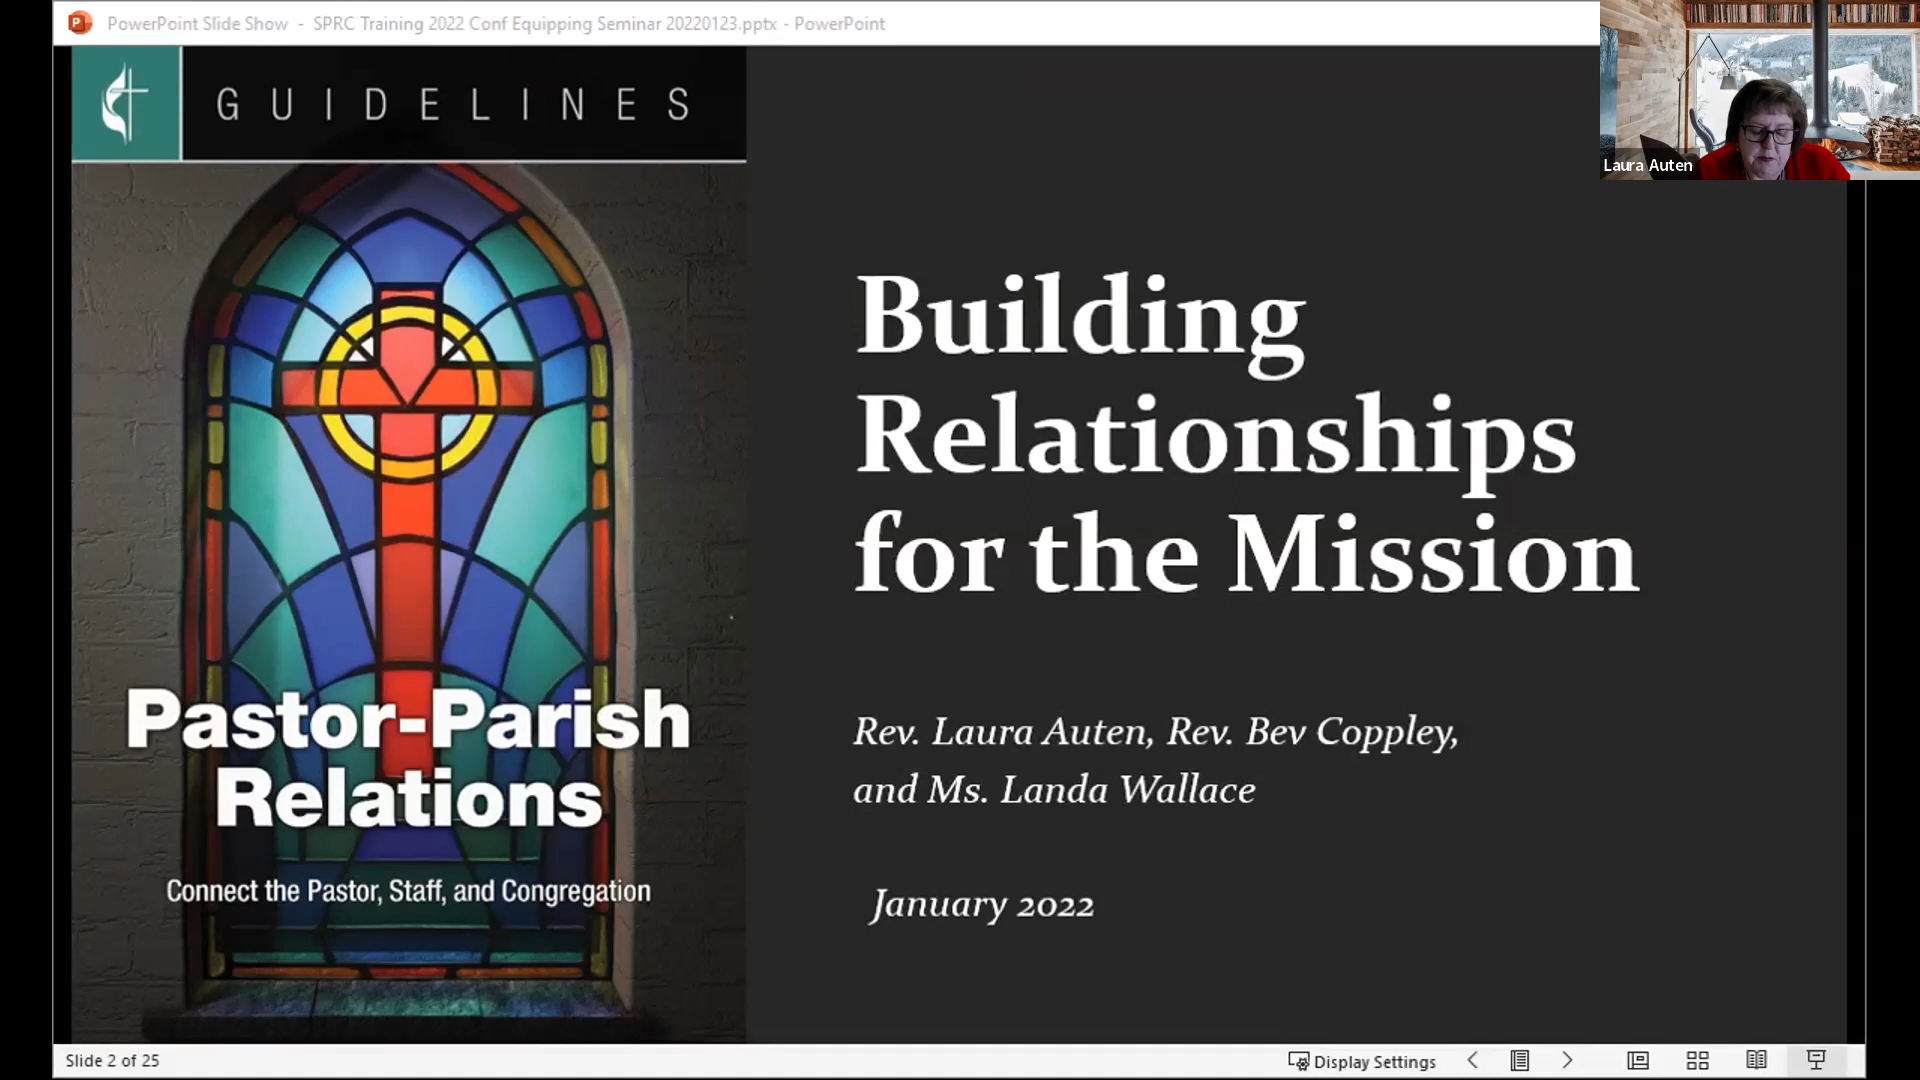 PowerPoint Slide Show - SPRC Training 2022 Conf Equipping Seminar 20220123.pptx - PowerPoint
Laura Auten
GUIDELINES
Pastor-Parish
Relations
Connect the Pastor, Staff, and Congregation
Building
Relationships
for the Mission
Rev. Laura Auten, Rev. Bev Coppley,
and Ms. Landa Wallace
January 2022
Slide 2 of 25
Display Settings